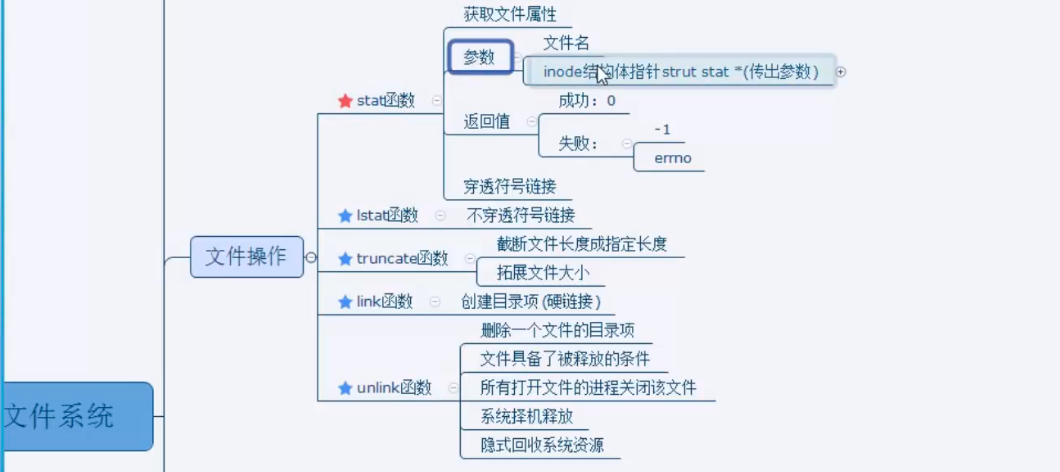 获取文件属性
参数
文件名
inode结构体指针strut stat *(传出参数)
stat函数
成功：0
返回值
失败：
-1
errno
穿透符号链接
lstat函数
不穿透符号链接
文件操作
truncate函数
截断文件长度成指定长度
拓展文件大小
link函数
创建目录项(硬链接)
unlink函数
删除一个文件的目录项
文件具备了被释放的条件
所有打开文件的进程关闭该文件
系统择机释放
隐式回收系统资源
文件系统